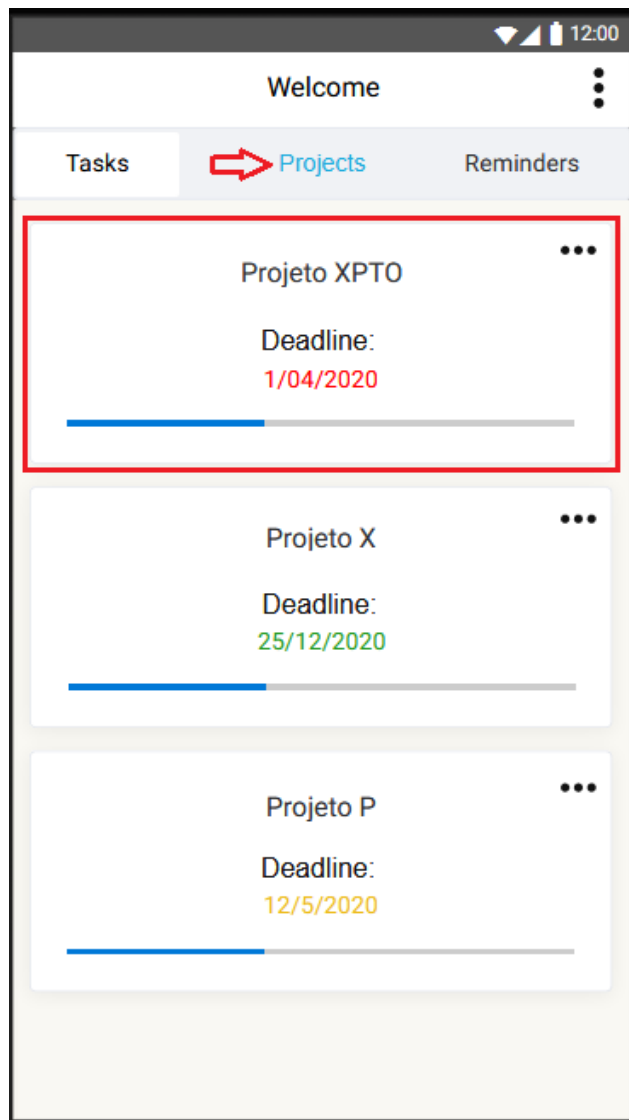 12:00
Welcome
Tasks Projects Reminders
Projeto XPTO
Deadline:
1/04/2020
Projeto X
Deadline:
25/12/2020
Projeto P
Deadline:
12/5/2020